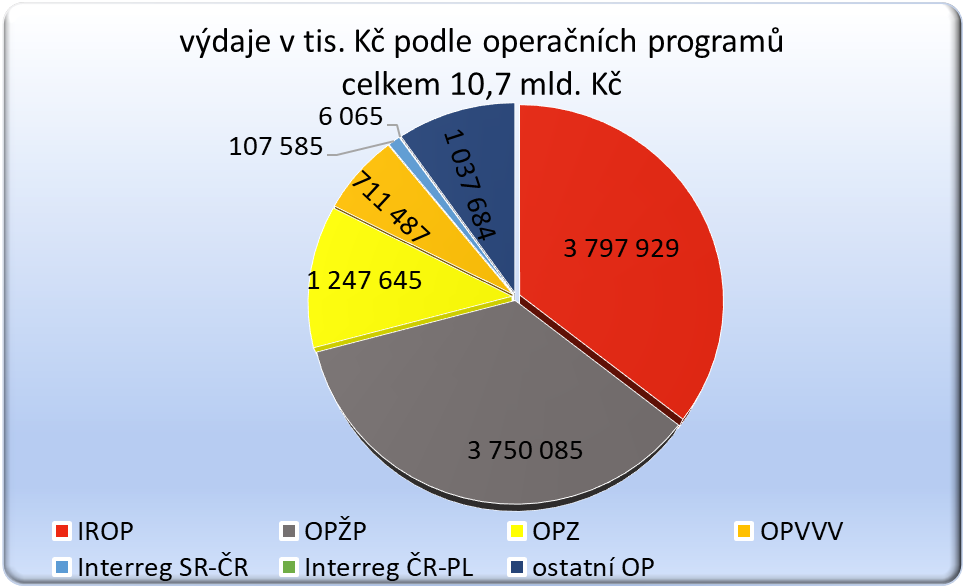 výdaje v tis. Kč podle operačních programů
celkem 10,7 mld. Kč
6 065
107 585
1 037 684
711 487
3 797 929
1 247 645
3 750 085
IROP
OPŽP
OPZ
OPVVV
Interreg SR-ČR
Interreg ČR-PL
ostatní OP